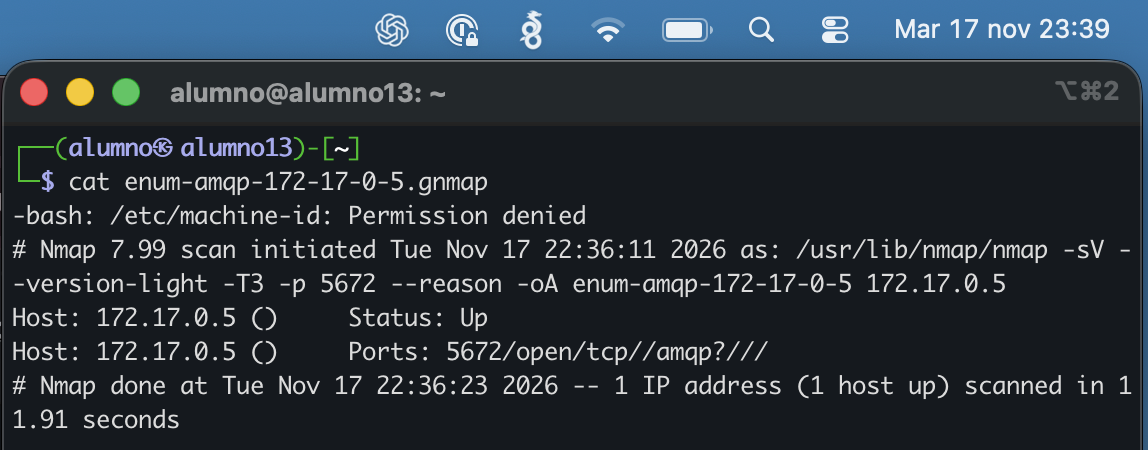 Mar 17 nov 23:39
alumno@alumno13: ~
⌥⌘2
┌──(alumno㉿ alumno13)-[~]
└─$ cat enum-amqp-172-17-0-5.gnmap
-bash: /etc/machine-id: Permission denied
# Nmap 7.99 scan initiated Tue Nov 17 22:36:11 2026 as: /usr/lib/nmap/nmap -sV -
-version-light -T3 -p 5672 --reason -oA enum-amqp-172-17-0-5 172.17.0.5
Host: 172.17.0.5 ()     Status: Up
Host: 172.17.0.5 ()     Ports: 5672/open/tcp//amqp?///
# Nmap done at Tue Nov 17 22:36:23 2026 -- 1 IP address (1 host up) scanned in 1
1.91 seconds